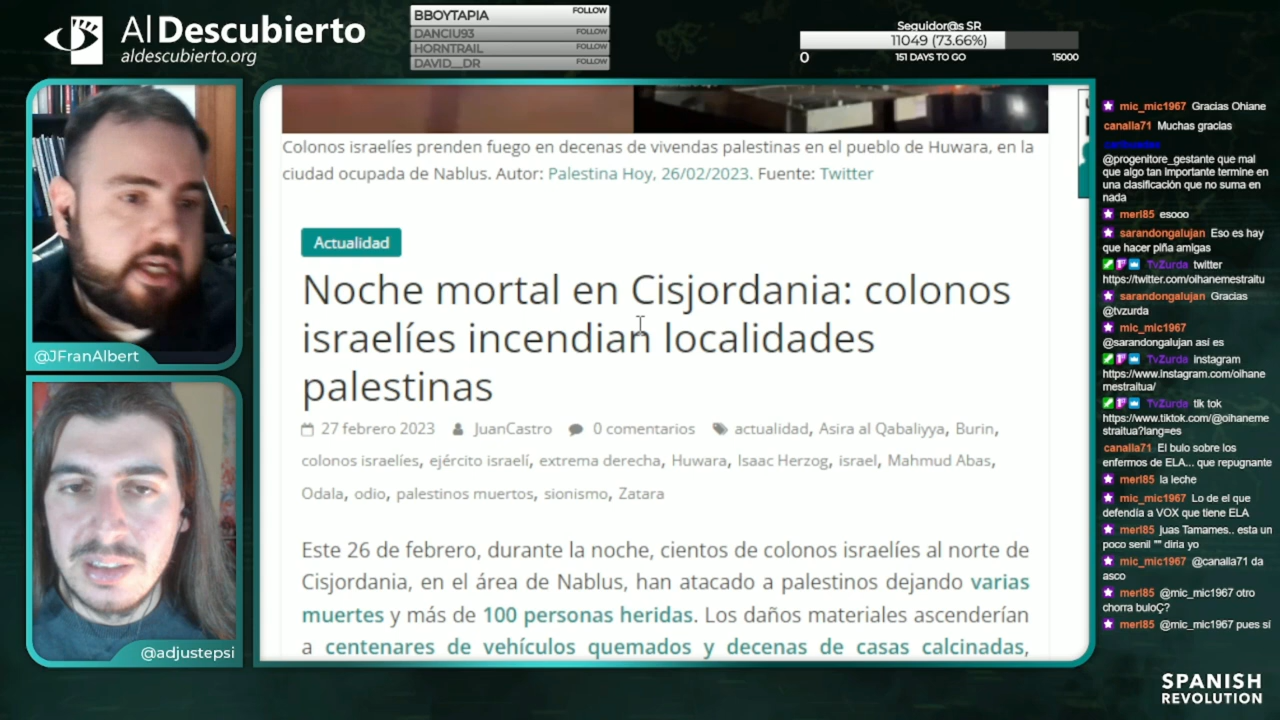 Al Descubierto
aldescubierto.org
BBOYTAPIA FOLLOW
DANCIU93 FOLLOW
HORNTRAIL FOLLOW
DAVID__DR FOLLOW
Seguidor@s SR
11049 (73.66%)
0 151 DAYS TO GO 15000
@JFranAlbert
@adjustepsi
Colonos israelíes prenden fuego en decenas de viviendas palestinas en el pueblo de Huwara, en la
ciudad ocupada de Nablus. Autor: Palestina Hoy, 26/02/2023. Fuente: Twitter
Actualidad
Noche mortal en Cisjordania: colonos
israelíes incendian localidades
palestinas
27 febrero 2023 JuanCastro 0 comentarios actualidad, Asira al Qabaliyya, Burin,
colonos israelíes, ejército israelí, extrema derecha, Huwara, Isaac Herzog, israel, Mahmud Abas,
Odala, odio, palestinos muertos, sionismo, Zatara
Este 26 de febrero, durante la noche, cientos de colonos israelíes al norte de
Cisjordania, en el área de Nablus, han atacado a palestinos dejando varias
muertes y más de 100 personas heridas. Los daños materiales ascenderían
a centenares de vehículos quemados y decenas de casas calcinadas,
mic_mic1967 Gracias Ohiane
canalla71 Muchas gracias
@progenitore_gestante que mal
que algo tan importante termine en
una clasificación que no suma en
nada
merl85 esooo
sarandongalujan Eso es hay
que hacer piña amigas
TvZurda twitter
https://twitter.com/oihanemestraitu
sarandongalujan Gracias
@tvzurda
mic_mic1967
@sarandongalujan así es
TvZurda instagram
https://www.instagram.com/oihane
mestraitua/
TvZurda tik tok
https://www.tiktok.com/@oihaneme
straitua?lang=es
canalla71 El bulo sobre los
enfermos de ELA... que repugnante
merl85 la leche
mic_mic1967 Lo de el que
defendía a VOX que tiene ELA
merl85 juas Tamames.. esta un
poco senil "" diria yo
mic_mic1967 @canalla71 da
asco
merl85 @mic_mic1967 otro
chorra buloÇ?
merl85 @mic_mic1967 pues sí
SPANISH
REVOLUTION